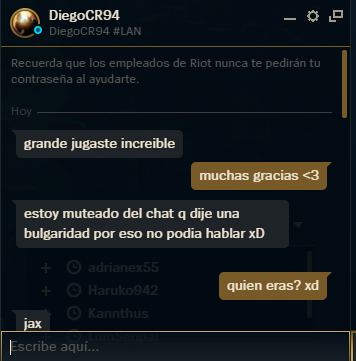 DiegoCR94
DiegoCR94 #LAN
Recuerda que los empleados de Riot nunca te pedirán tu
contraseña al ayudarte.
Hoy
grande jugaste increible
muchas gracias <3
estoy muteado del chat q dije una
bulgaridad por eso no podia hablar xD
adrianex55
Haruko942
quien eras? xd
Kannthus
jax
Escribe aquí...